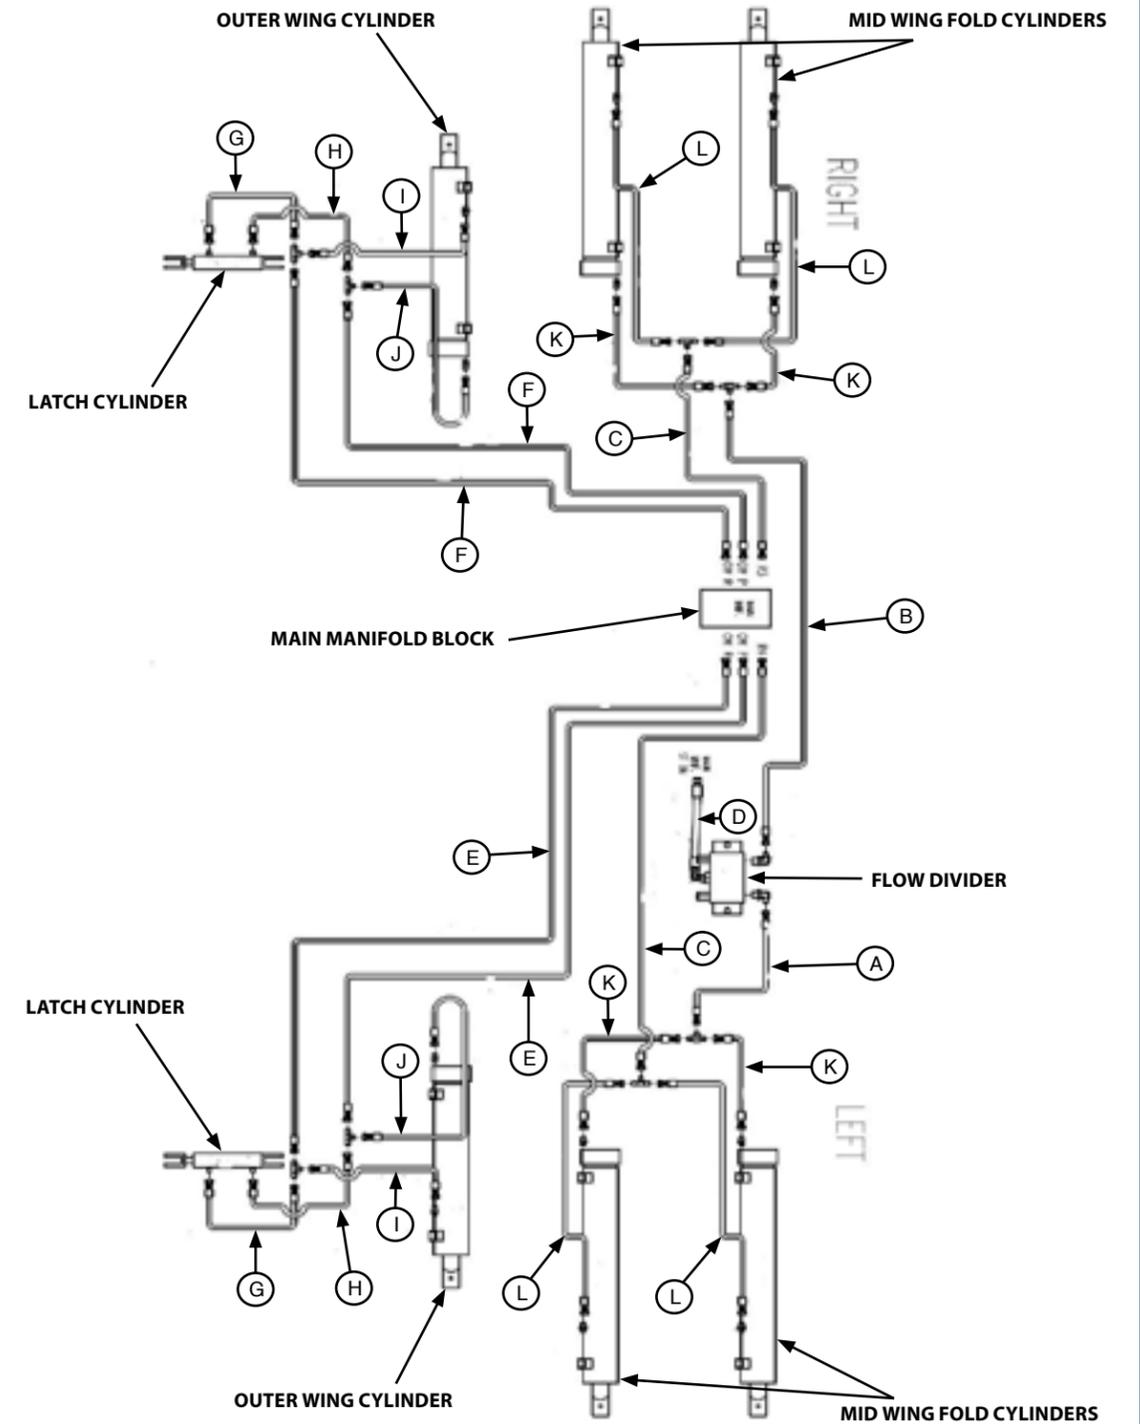 OUTER WING CYLINDER
MID WING FOLD CYLINDERS
G
H
L
I
RIGHT
L
K
J
K
LATCH CYLINDER
F
C
F
B
MAIN MANIFOLD BLOCK
D
E
FLOW DIVIDER
C
A
K
LATCH CYLINDER
E
J
K
LEFT
I
G
H
L
L
OUTER WING CYLINDER
MID WING FOLD CYLINDERS